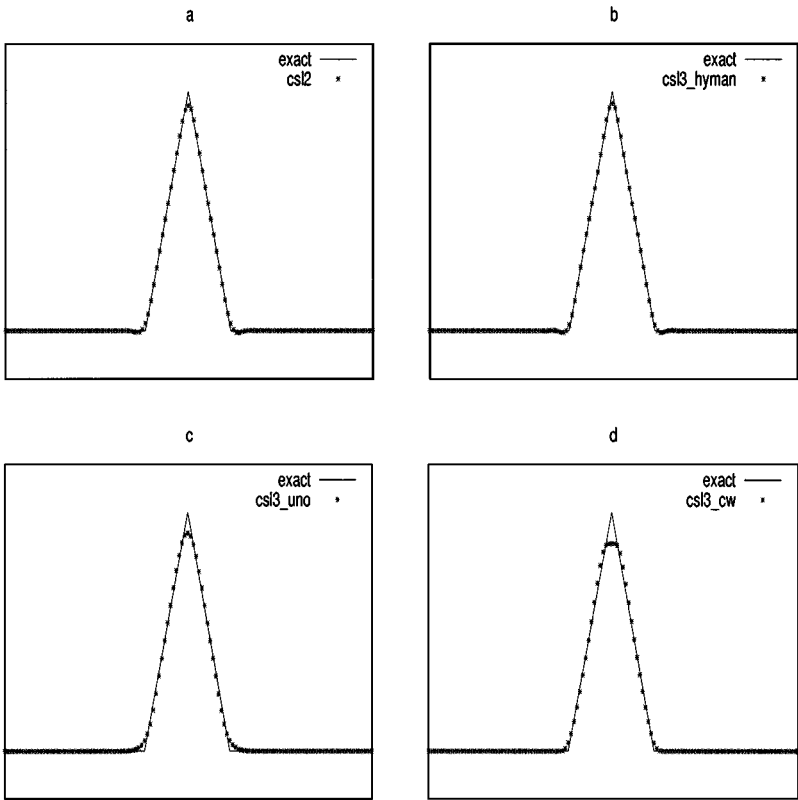 a
exact
csl2
b
exact
csl3_hyman
c
exact
csl3_uno
d
exact
csl3_cw